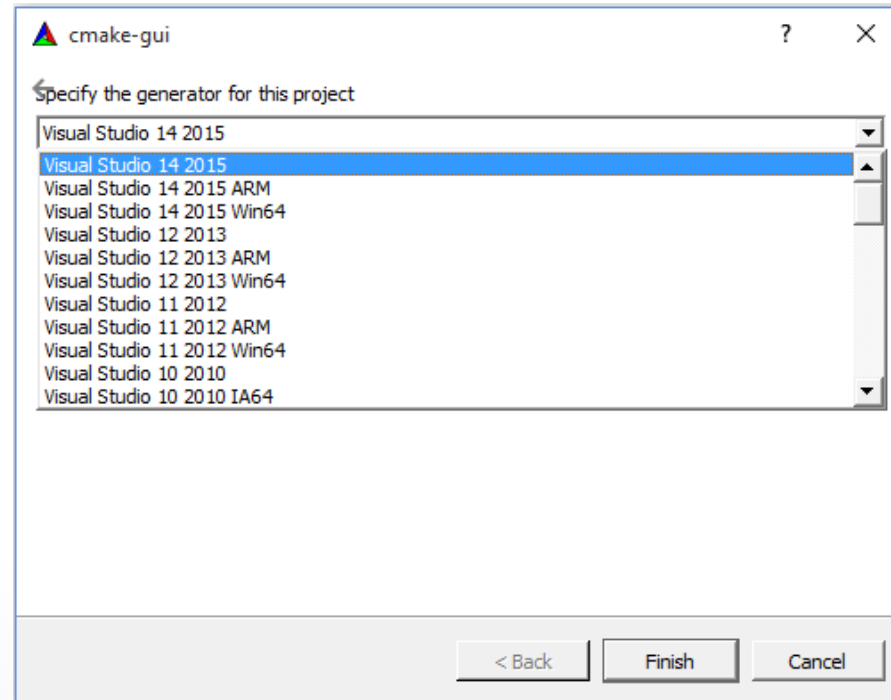 cmake-gui
?
Specify the generator for this project
Visual Studio 14 2015
Visual Studio 14 2015
Visual Studio 14 2015 ARM
Visual Studio 14 2015 Win64
Visual Studio 12 2013
Visual Studio 12 2013 ARM
Visual Studio 12 2013 Win64
Visual Studio 11 2012
Visual Studio 11 2012 ARM
Visual Studio 11 2012 Win64
Visual Studio 10 2010
Visual Studio 10 2010 IA64
< Back Finish Cancel